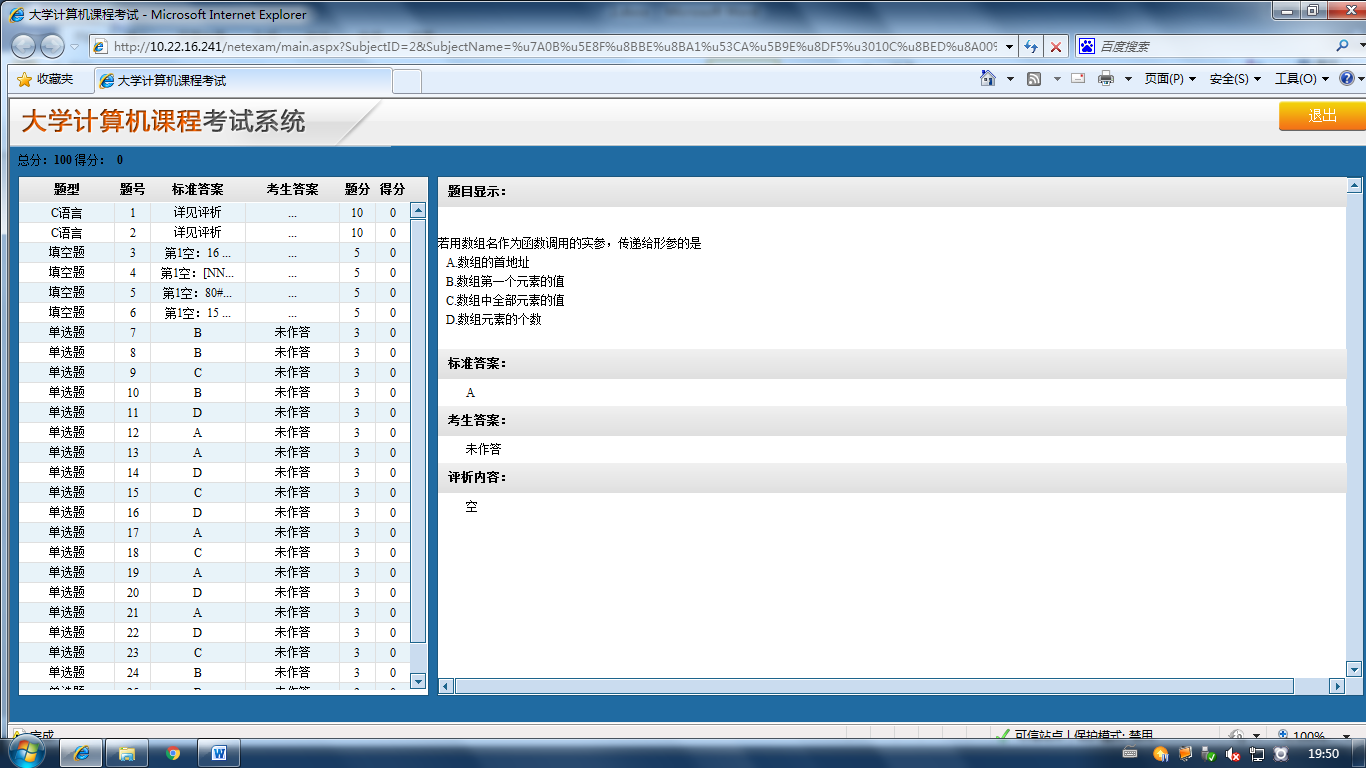 大学计算机课程考试 - Microsoft Internet Explorer
http://10.22.16.241/netexam/main.aspx?SubjectID=2&SubjectName=%u7A0B%u5E8F%u8BBE%u8BA1%u53CA%u5B9E%u8DF5%u3010C%u8BED%u8A00%
百度搜索
收藏夹
大学计算机课程考试
页面(P)
安全(S)
工具(O)
大学计算机课程考试系统
退出
总分：100 得分： 0
题型 题号 标准答案 考生答案 题分 得分
C语言 1 详见评析 ... 10 0
C语言 2 详见评析 ... 10 0
填空题 3 第1空：16 ... ... 5 0
填空题 4 第1空：[NN... ... 5 0
填空题 5 第1空：80#... ... 5 0
填空题 6 第1空：15 ... ... 5 0
单选题 7 B 未作答 3 0
单选题 8 B 未作答 3 0
单选题 9 C 未作答 3 0
单选题 10 B 未作答 3 0
单选题 11 D 未作答 3 0
单选题 12 A 未作答 3 0
单选题 13 A 未作答 3 0
单选题 14 D 未作答 3 0
单选题 15 C 未作答 3 0
单选题 16 D 未作答 3 0
单选题 17 A 未作答 3 0
单选题 18 C 未作答 3 0
单选题 19 A 未作答 3 0
单选题 20 D 未作答 3 0
单选题 21 A 未作答 3 0
单选题 22 D 未作答 3 0
单选题 23 C 未作答 3 0
单选题 24 B 未作答 3 0
题目显示：
若用数组名作为函数调用的实参，传递给形参的是
A.数组的首地址
B.数组第一个元素的值
C.数组中全部元素的值
D.数组元素的个数
标准答案：
A
考生答案：
未作答
评析内容：
空
完成
可信站点 | 保护模式: 禁用
100%
19:50